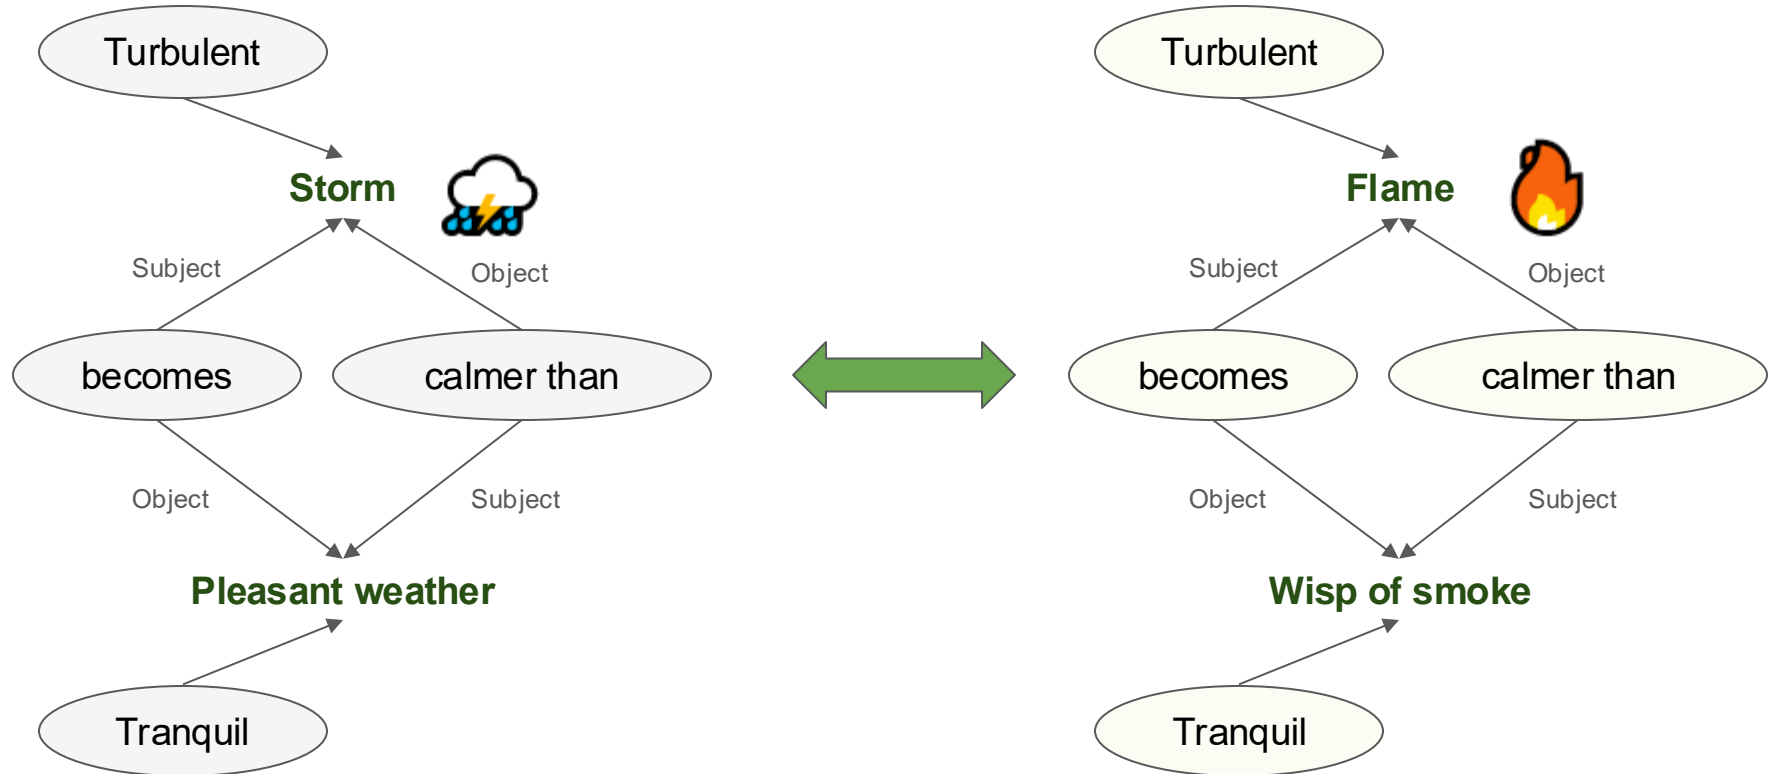 Turbulent
Storm
Subject
Object
becomes
calmer than
Object
Subject
Pleasant weather
Tranquil
Turbulent
Flame
Subject
Object
becomes
calmer than
Object
Subject
Wisp of smoke
Tranquil